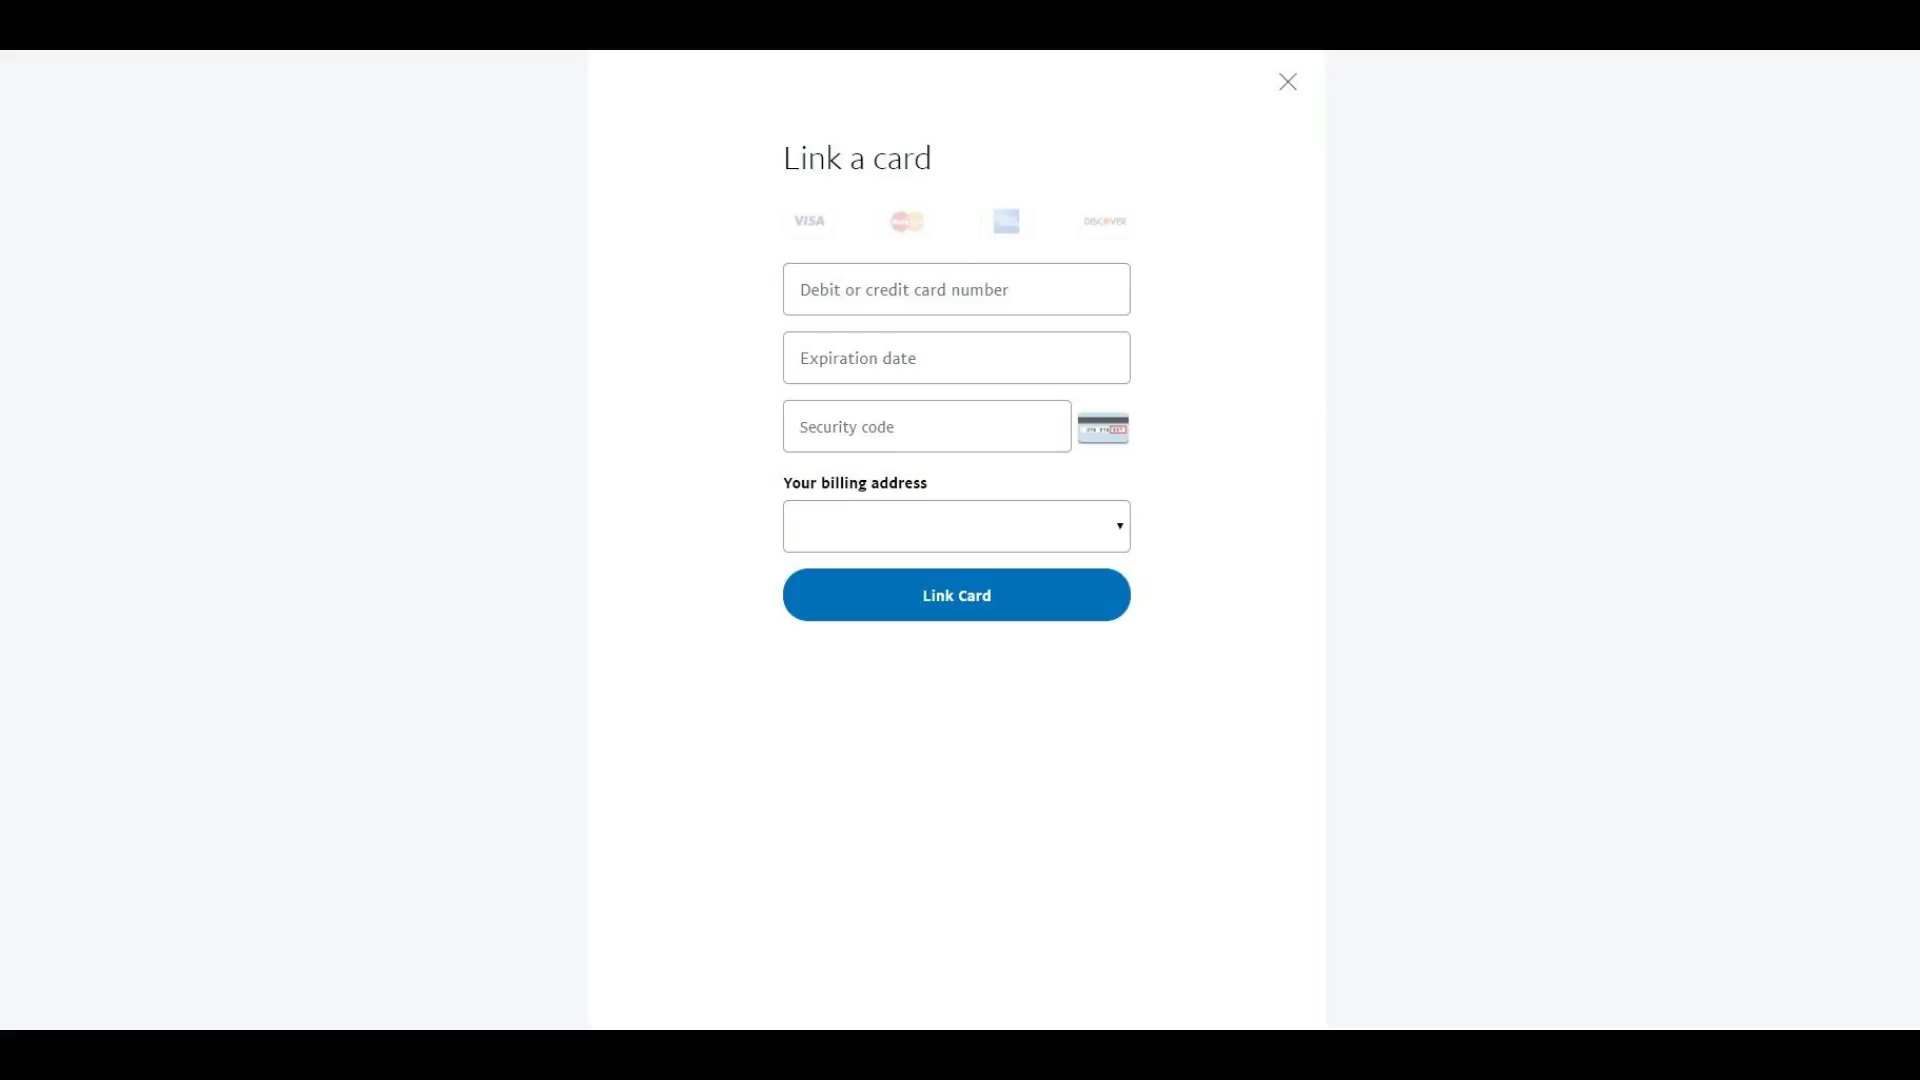 Link a card
VISA
DISCOVER
Debit or credit card number
Expiration date
Security code
Your billing address
Link Card